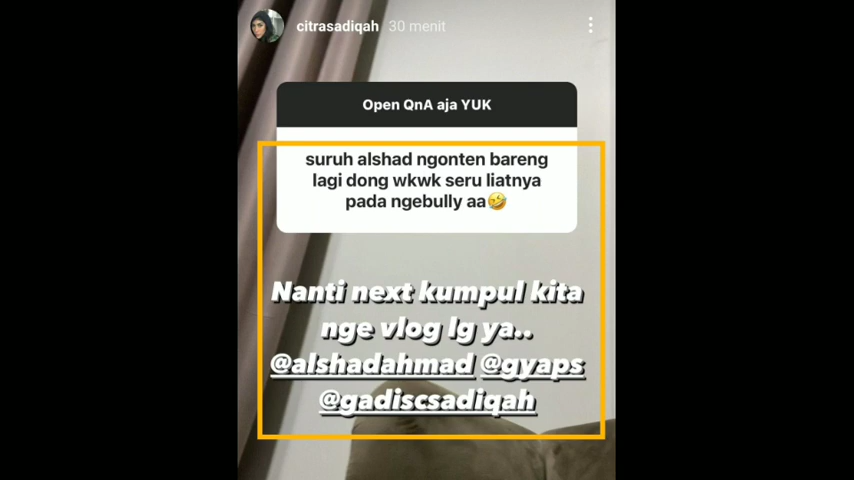 citrasadiqah 30 menit
Open QnA aja YUK
suruh alshad ngonten bareng
lagi dong wkwk seru liatnya
pada ngebully aa🤣
Nanti next kumpul kita
nge vlog lg ya..
@alshadahmad @gyaps
@gadiscsadiqah